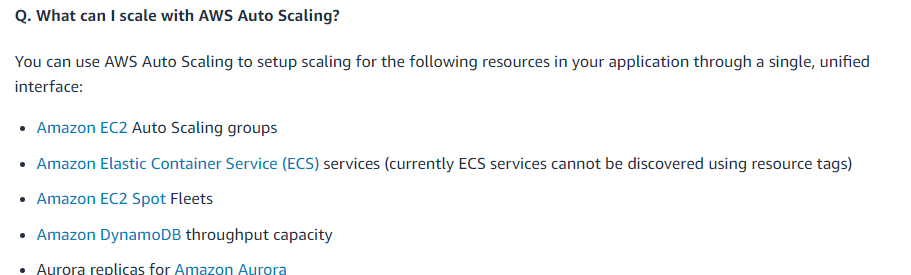 Q. What can I scale with AWS Auto Scaling?
You can use AWS Auto Scaling to setup scaling for the following resources in your application through a single, unified
interface:
• Amazon EC2 Auto Scaling groups
• Amazon Elastic Container Service (ECS) services (currently ECS services cannot be discovered using resource tags)
• Amazon EC2 Spot Fleets
• Amazon DynamoDB throughput capacity
• Aurora replicas for Amazon Aurora